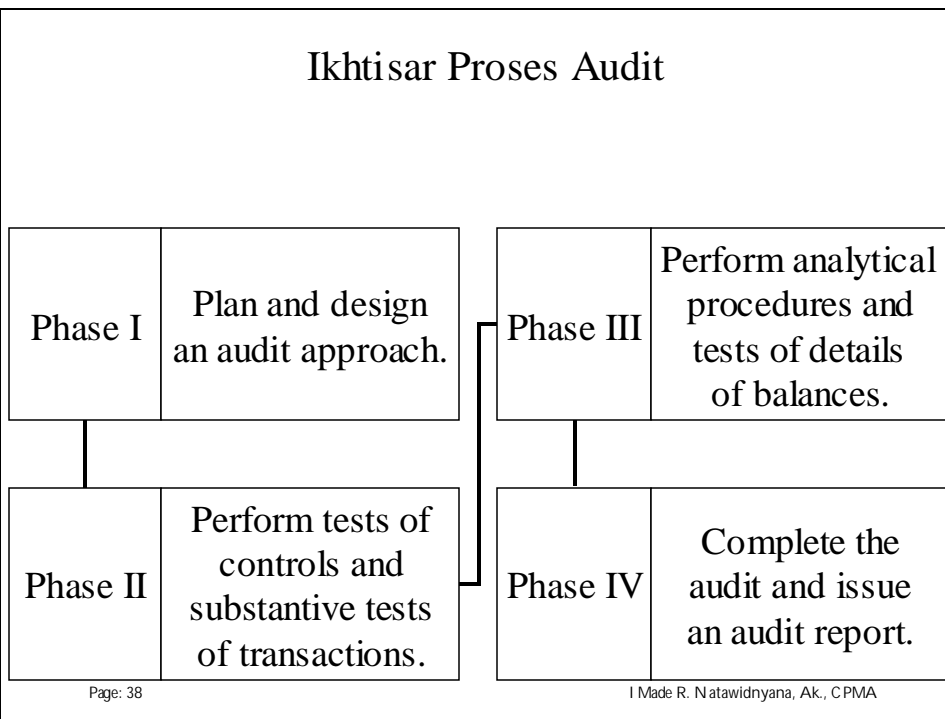 Ikhtisar Proses Audit
Phase I
Plan and design
an audit approach.
Phase II
Perform tests of
controls and
substantive tests
of transactions.
Phase III
Perform analytical
procedures and
tests of details
of balances.
Phase IV
Complete the
audit and issue
an audit report.
Page: 38
I Made R. Natawidnyana, Ak., CPMA